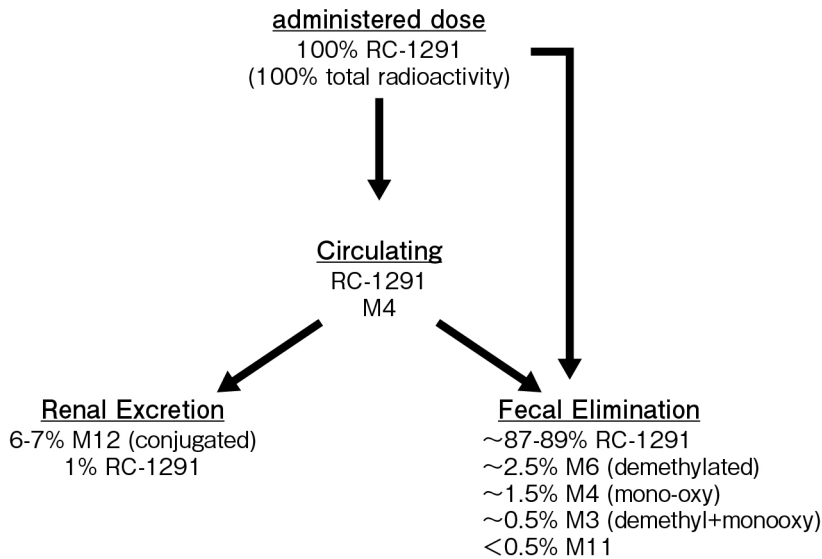 administered dose
100% RC-1291
(100% total radioactivity)
Circulating
RC-1291
M4
Renal Excretion
6-7% M12 (conjugated)
1% RC-1291
Fecal Elimination
～87-89% RC-1291
～2.5% M6 (demethylated)
～1.5% M4 (mono-oxy)
～0.5% M3 (demethyl+monooxy)
＜0.5% M11